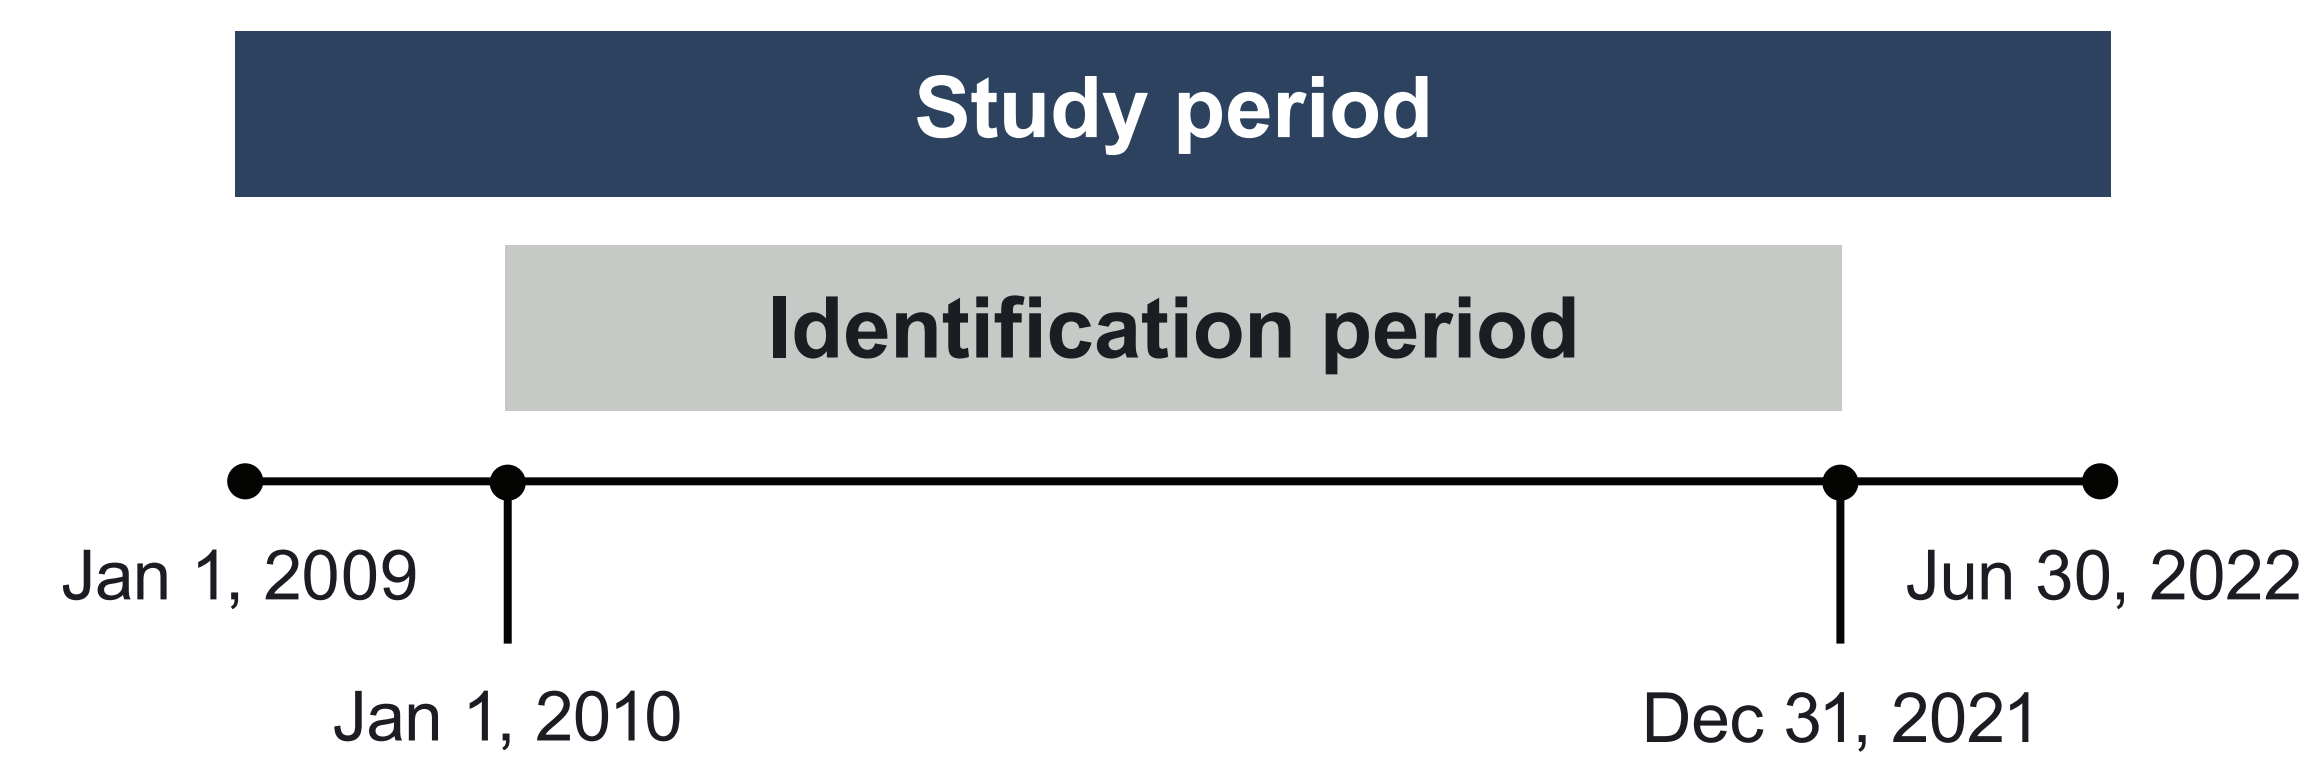 Study period
Identification period
Jan 1, 2009
Jun 30, 2022
Jan 1, 2010
Dec 31, 2021